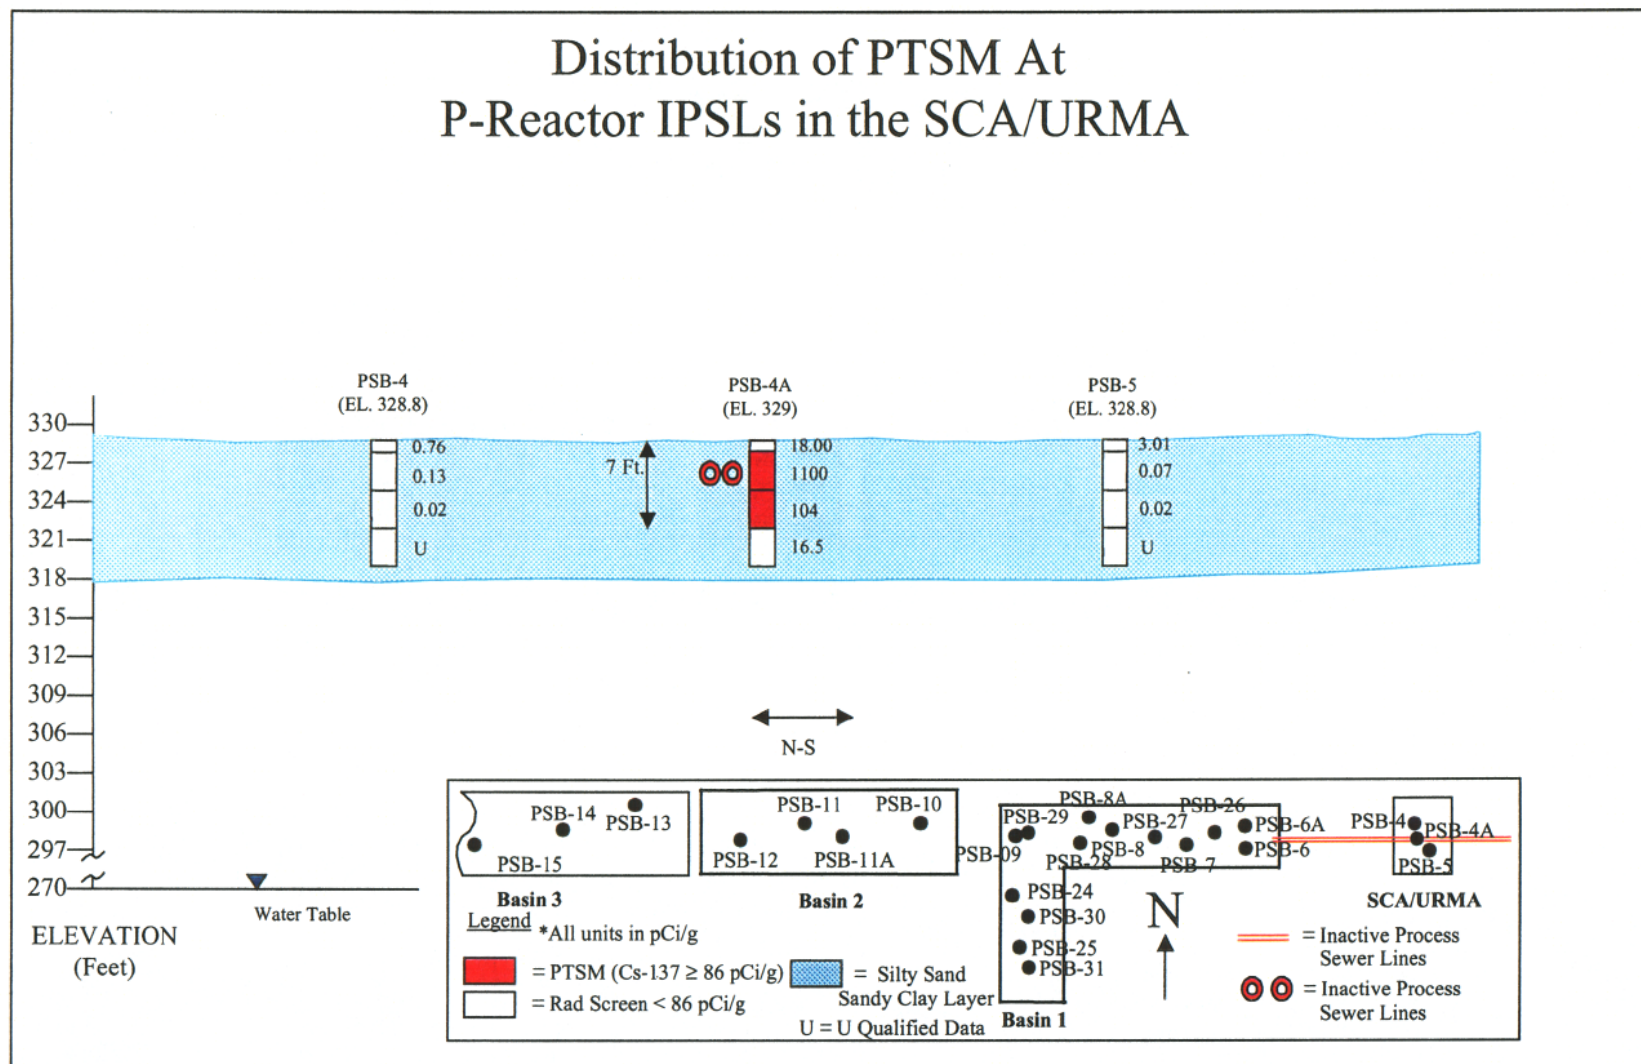 Distribution of PTSM At
P-Reactor IPSLs in the SCA/URMA
PSB-4
(EL. 328.8)
PSB-4A
(EL. 329)
PSB-5
(EL. 328.8)
330
327
324
321
318
315
312
309
306
303
300
297
270
0.76
0.13
0.02
U
7 Ft.
18.00
1100
104
16.5
3.01
0.07
0.02
U
N-S
Water Table
ELEVATION
(Feet)
PSB-14
PSB-13
PSB-15
Basin 3
PSB-11
PSB-10
PSB-12
PSB-11A
Basin 2
PSB-8A
PSB-26
PSB-29
PSB-27
PSB-6A
PSB-09
PSB-8
PSB-6
PSB-28
PSB-7
PSB-24
PSB-30
PSB-25
PSB-31
Basin 1
N
PSB-4
PSB-4A
PSB-5
SCA/URMA
Legend
*All units in pCi/g
= PTSM (Cs-137 ≥ 86 pCi/g)
= Rad Screen < 86 pCi/g
= Silty Sand
Sandy Clay Layer
U = U Qualified Data
= Inactive Process
Sewer Lines
= Inactive Process
Sewer Lines